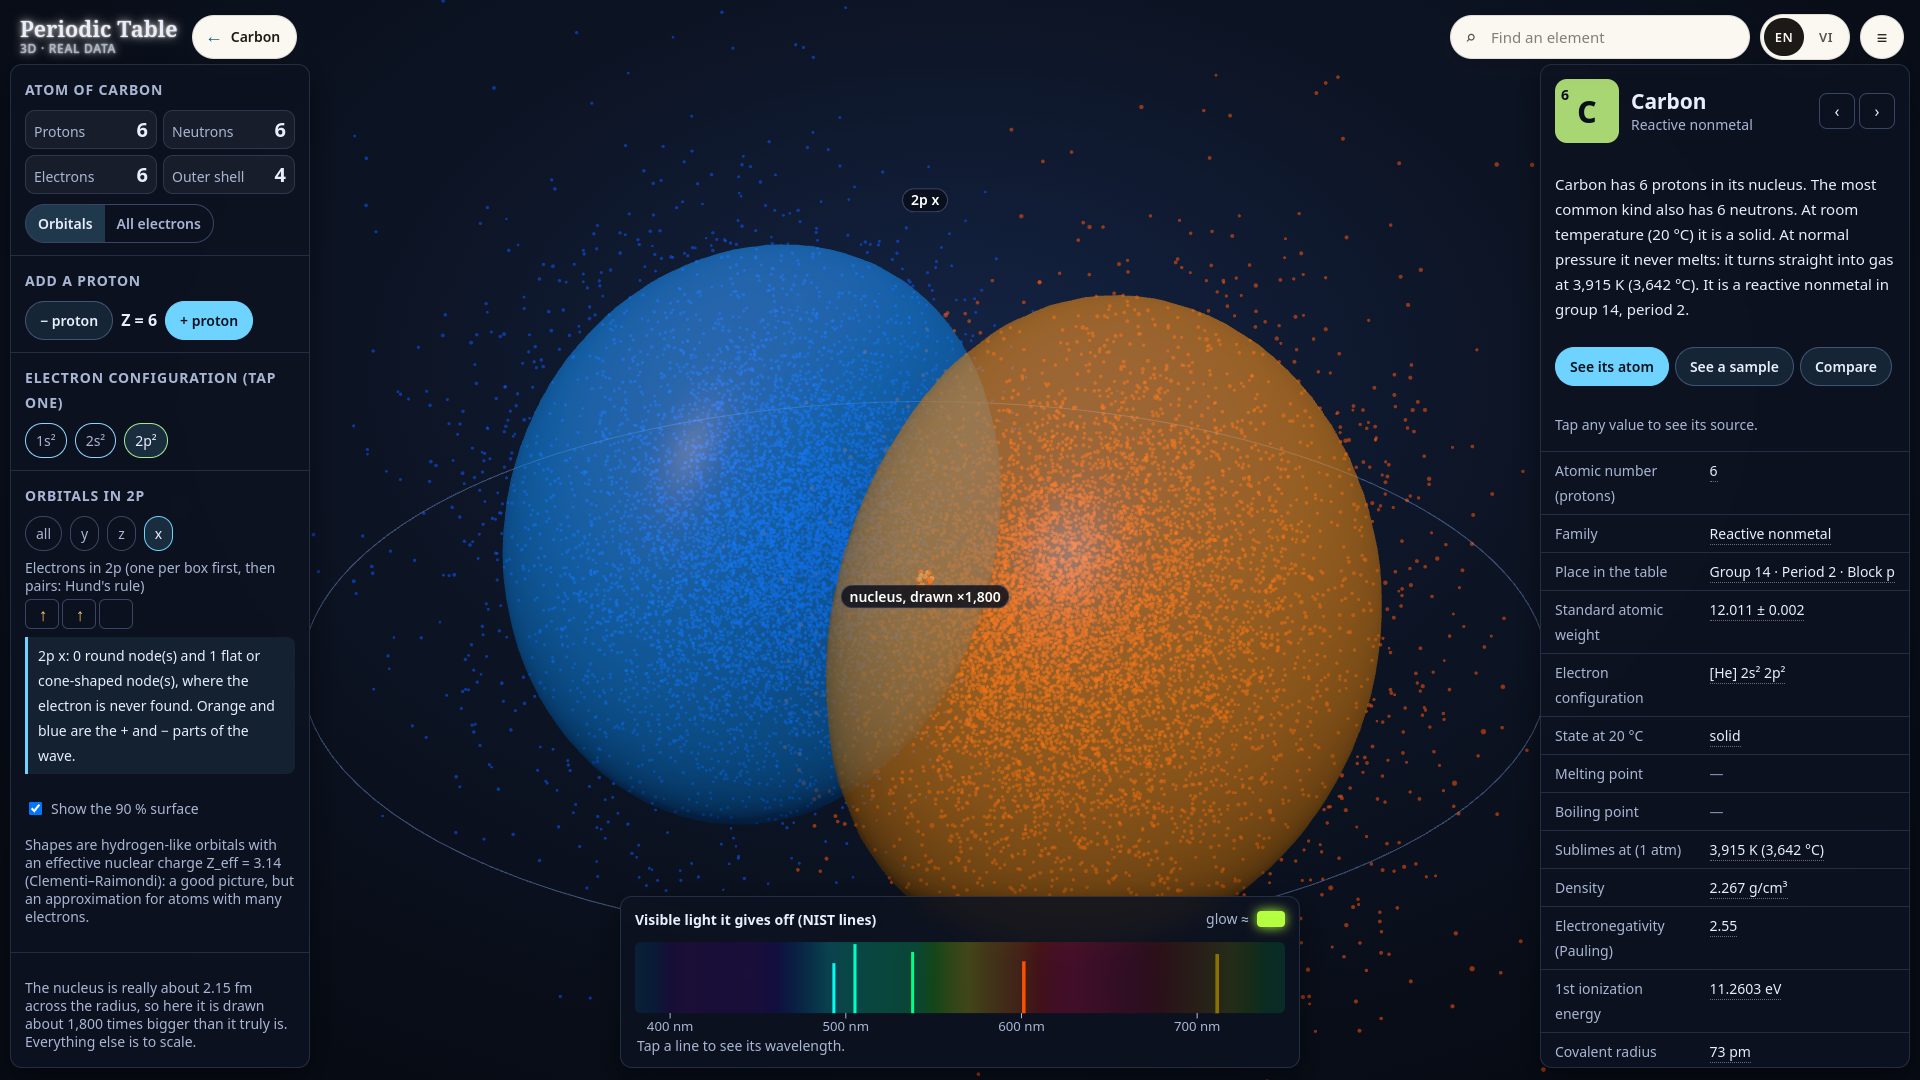 Periodic Table
3D · REAL DATA
← Carbon
Find an element
EN VI
≡
ATOM OF CARBON
Protons 6
Neutrons 6
Electrons 6
Outer shell 4
Orbitals All electrons
ADD A PROTON
− proton Z = 6 + proton
ELECTRON CONFIGURATION (TAP
ONE)
1s² 2s² 2p²
ORBITALS IN 2P
all y z x
Electrons in 2p (one per box first, then
pairs: Hund's rule)
↑ ↑
2p x: 0 round node(s) and 1 flat or
cone-shaped node(s), where the
electron is never found. Orange and
blue are the + and − parts of the
wave.
Show the 90 % surface
Shapes are hydrogen-like orbitals with
an effective nuclear charge Z_eff = 3.14
(Clementi–Raimondi): a good picture, but
an approximation for atoms with many
electrons.
The nucleus is really about 2.15 fm
across the radius, so here it is drawn
about 1,800 times bigger than it truly is.
Everything else is to scale.
2p x
nucleus, drawn ×1,800
Visible light it gives off (NIST lines)
glow ≈
400 nm 500 nm 600 nm 700 nm
Tap a line to see its wavelength.
6
C
Carbon
Reactive nonmetal
‹ ›
Carbon has 6 protons in its nucleus. The most
common kind also has 6 neutrons. At room
temperature (20 °C) it is a solid. At normal
pressure it never melts: it turns straight into gas
at 3,915 K (3,642 °C). It is a reactive nonmetal in
group 14, period 2.
See its atom See a sample Compare
Tap any value to see its source.
Atomic number
(protons)
6
Family Reactive nonmetal
Place in the table Group 14 · Period 2 · Block p
Standard atomic
weight
12.011 ± 0.002
Electron
configuration
[He] 2s² 2p²
State at 20 °C solid
Melting point —
Boiling point —
Sublimes at (1 atm) 3,915 K (3,642 °C)
Density 2.267 g/cm³
Electronegativity
(Pauling)
2.55
1st ionization
energy
11.2603 eV
Covalent radius 73 pm